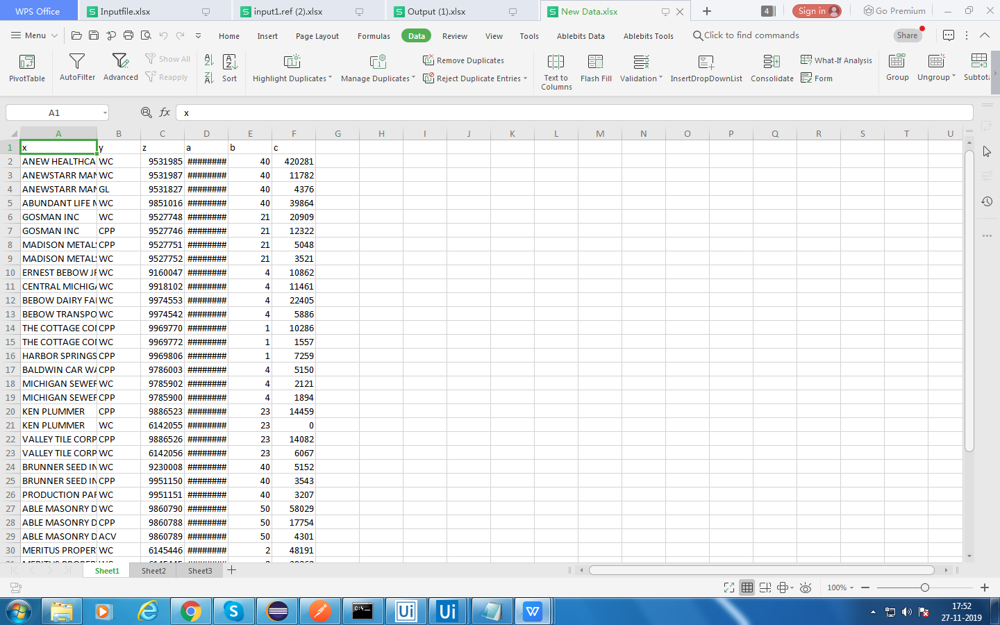 WPS Office Inputfile.xlsx input1.ref (2).xlsx Output (1).xlsx New Data.xlsx 4 Sign in Go Premium
Menu Home Insert Page Layout Formulas Data Review View Tools Ablebits Data Ablebits Tools Click to find commands Share
PivotTable AutoFilter Advanced Show All Reapply Sort Highlight Duplicates Manage Duplicates Remove Duplicates Reject Duplicate Entries Text to Columns Flash Fill Validation InsertDropDownList Consolidate What-If Analysis Form Group Ungroup Subtot
A1 fx x
A B C D E F G H I J K L M N O P Q R S T U
1 x y z a b c
2 ANEW HEALTHCA WC 9531985 ######## 40 420281
3 ANEWSTARR MAN WC 9531987 ######## 40 11782
4 ANEWSTARR MAN GL 9531827 ######## 40 4376
5 ABUNDANT LIFE M WC 9851016 ######## 40 39864
6 GOSMAN INC WC 9527748 ######## 21 20909
7 GOSMAN INC CPP 9527746 ######## 21 12322
8 MADISON METALS CPP 9527751 ######## 21 5048
9 MADISON METALS WC 9527752 ######## 21 3521
10 ERNEST BEBOW JR WC 9160047 ######## 4 10862
11 CENTRAL MICHIGA WC 9918102 ######## 4 11461
12 BEBOW DAIRY FAR WC 9974553 ######## 4 22405
13 BEBOW TRANSPO WC 9974542 ######## 4 5886
14 THE COTTAGE COM CPP 9969770 ######## 1 10286
15 THE COTTAGE COM WC 9969772 ######## 1 1557
16 HARBOR SPRINGS CPP 9969806 ######## 1 7259
17 BALDWIN CAR WA CPP 9786003 ######## 4 5150
18 MICHIGAN SEWER WC 9785902 ######## 4 2121
19 MICHIGAN SEWER CPP 9785900 ######## 4 1894
20 KEN PLUMMER CPP 9886523 ######## 23 14459
21 KEN PLUMMER WC 6142055 ######## 23 0
22 VALLEY TILE CORP CPP 9886526 ######## 23 14082
23 VALLEY TILE CORP WC 6142056 ######## 23 6067
24 BRUNNER SEED IN WC 9230008 ######## 40 5152
25 BRUNNER SEED IN CPP 9951150 ######## 40 3543
26 PRODUCTION PAR WC 9951151 ######## 40 3207
27 ABLE MASONRY D WC 9860790 ######## 50 58029
28 ABLE MASONRY D CPP 9860788 ######## 50 17754
29 ABLE MASONRY D ACV 9860789 ######## 50 4301
30 MERITUS PROPER WC 6145446 ######## 2 48191
Sheet1 Sheet2 Sheet3
100%
17:52
27-11-2019